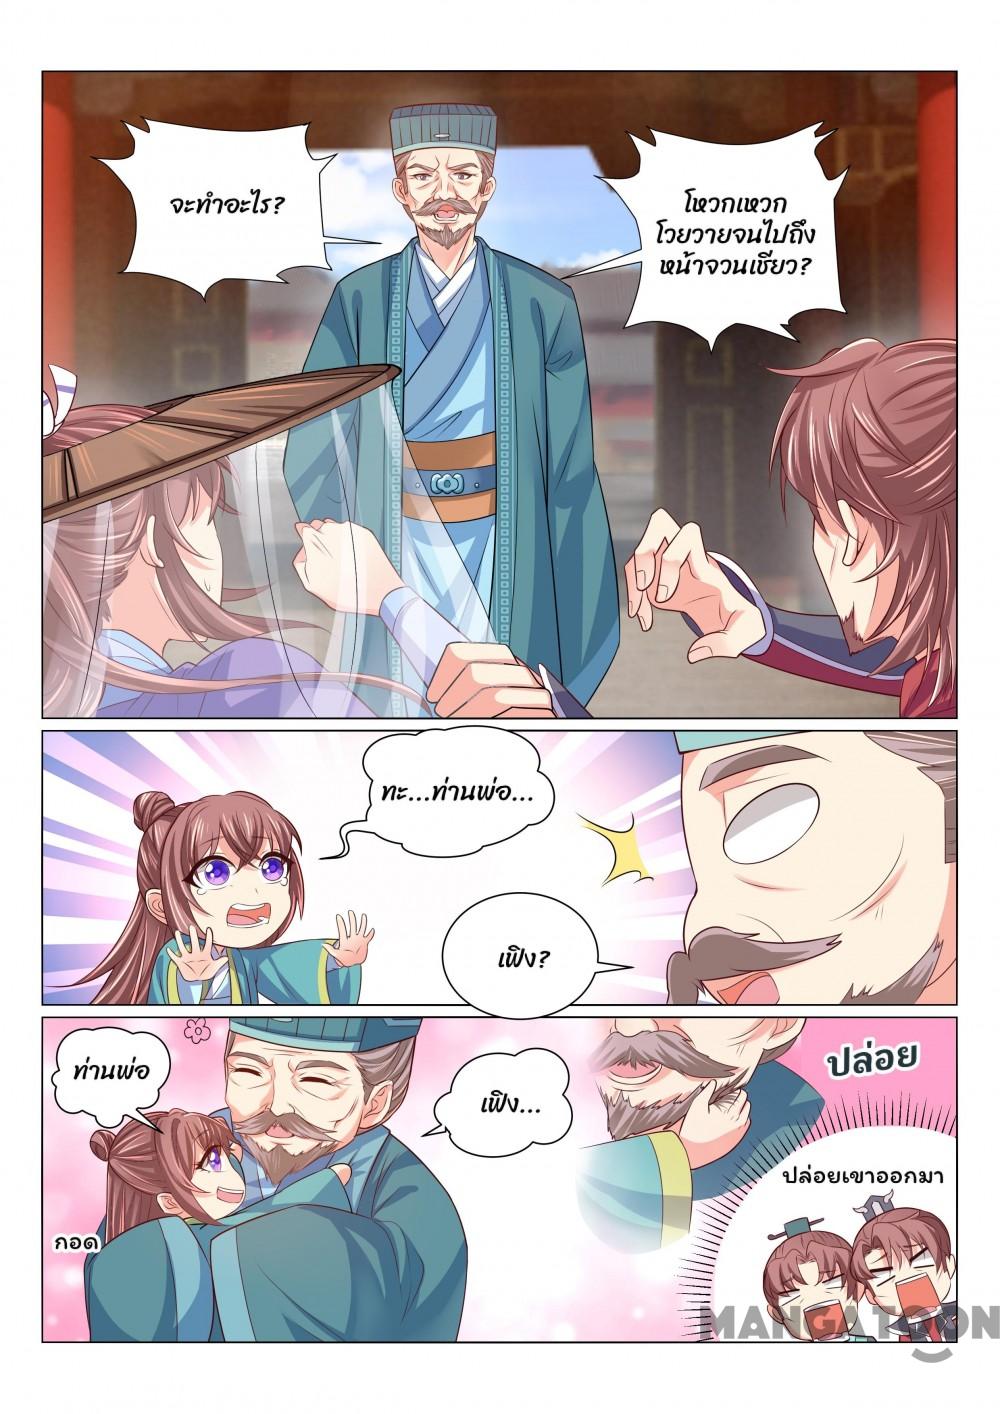 จะทำอะไร?
โหวกเหวก
โวยวายจนไปถึง
หน้าจวนเชียว?
ทะ...ท่านพ่อ...
เฟิง?
ท่านพ่อ
เฟิง...
ปล่อย
ปล่อยเขาออกมา
กอด
MANGATOON